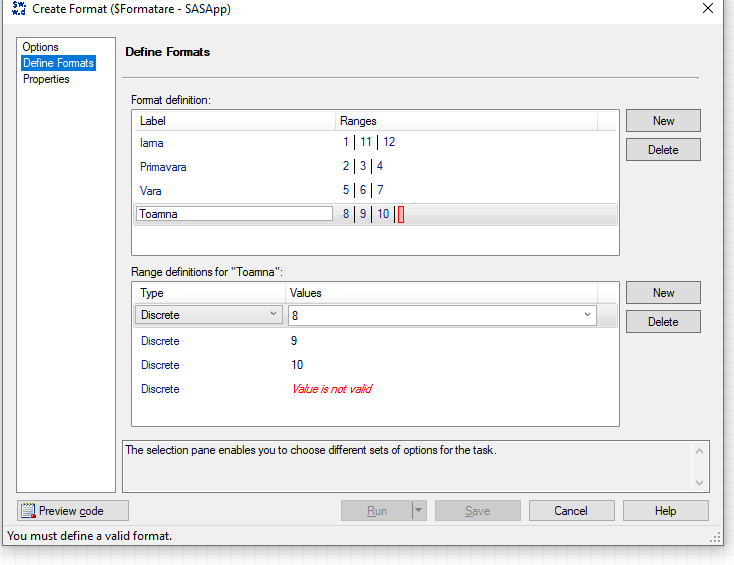 Create Format ($Formatare - SASApp)
Options
Define Formats
Properties
Define Formats
Format definition:
Label Ranges
Iarna 1 11 12
Primavara 2 3 4
Vara 5 6 7
Toamna 8 9 10
New
Delete
Range definitions for "Toamna":
Type Values
Discrete 8
Discrete 9
Discrete 10
Discrete Value is not valid
New
Delete
The selection pane enables you to choose different sets of options for the task.
Preview code Run Save Cancel Help
You must define a valid format.